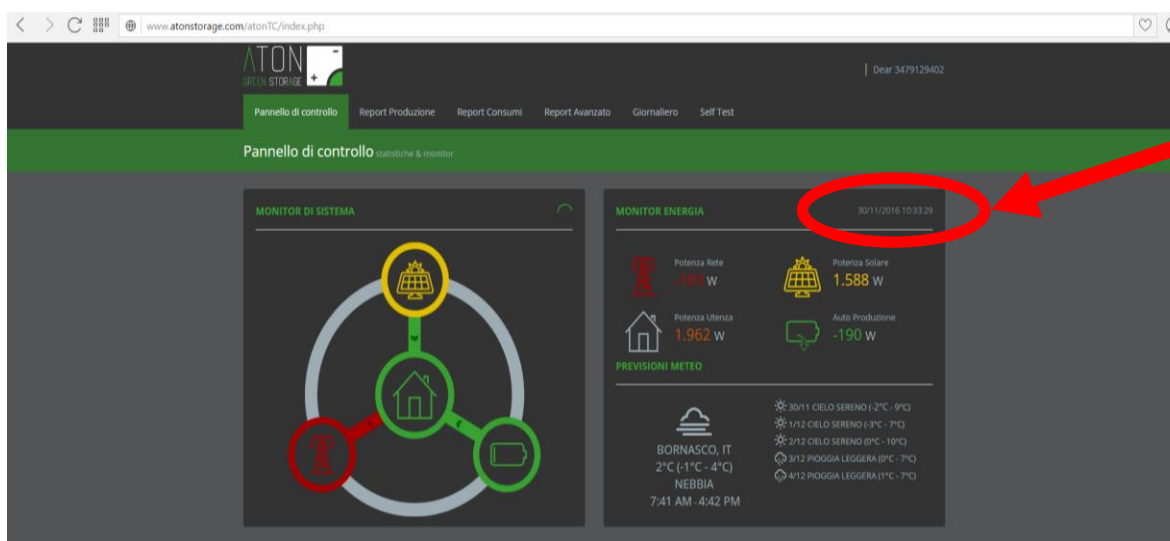 www.atonstorage.com/atonTC/index.php
ATON
GREEN STORAGE + -
Dear 3479129402
Pannello di controllo Report Produzione Report Consumi Report Avanzato Giornaliero Self Test
Pannello di controllo statistiche & monitor
MONITOR DI SISTEMA
MONITOR ENERGIA 30/11/2016 10:33:29
Potenza Rete
W
Potenza Solare
1.588 W
Potenza Utenza
1.962 W
Auto Produzione
-190 W
PREVISIONI METEO
BORNASCO, IT
2°C (-1°C - 4°C)
NEBBIA
7:41 AM - 4:42 PM
30/11 CIELO SERENO (-2°C - 9°C)
1/12 CIELO SERENO (-3°C - 7°C)
2/12 CIELO SERENO (0°C - 10°C)
3/12 PIOGGIA LEGGERA (0°C - 7°C)
4/12 PIOGGIA LEGGERA (1°C - 7°C)